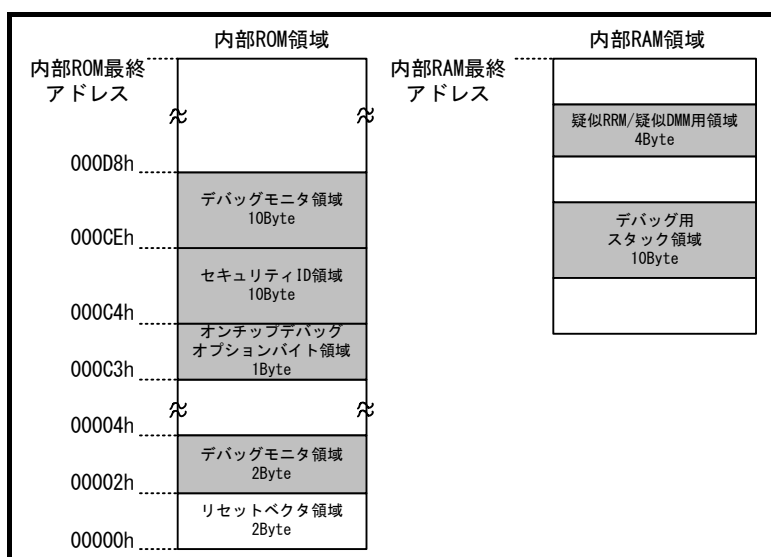 内部ROM領域
内部RAM領域
内部ROM最終
アドレス
内部RAM最終
アドレス
疑似RRM/疑似DMM用領域
4Byte
000D8h
デバッグモニタ領域
10Byte
デバッグ用
スタック領域
10Byte
000CEh
セキュリティID領域
10Byte
000C4h
オンチップデバッグ
オプションバイト領域
1Byte
000C3h
00004h
デバッグモニタ領域
2Byte
00002h
リセットベクタ領域
2Byte
00000h